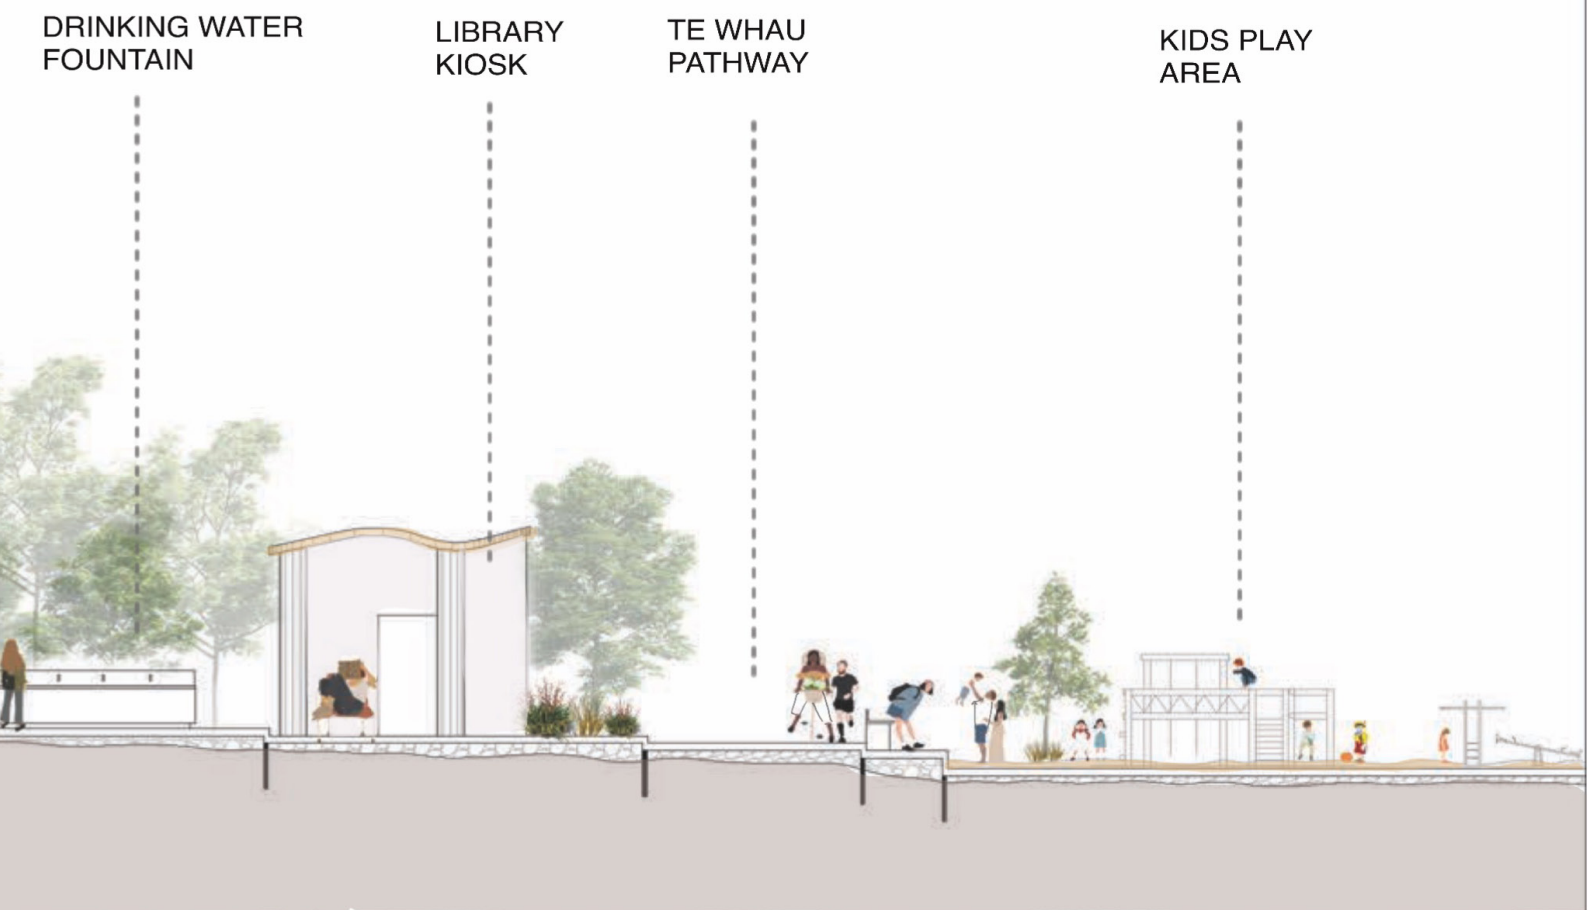 DRINKING WATER
FOUNTAIN
LIBRARY
KIOSK
TE WHAU
PATHWAY
KIDS PLAY
AREA